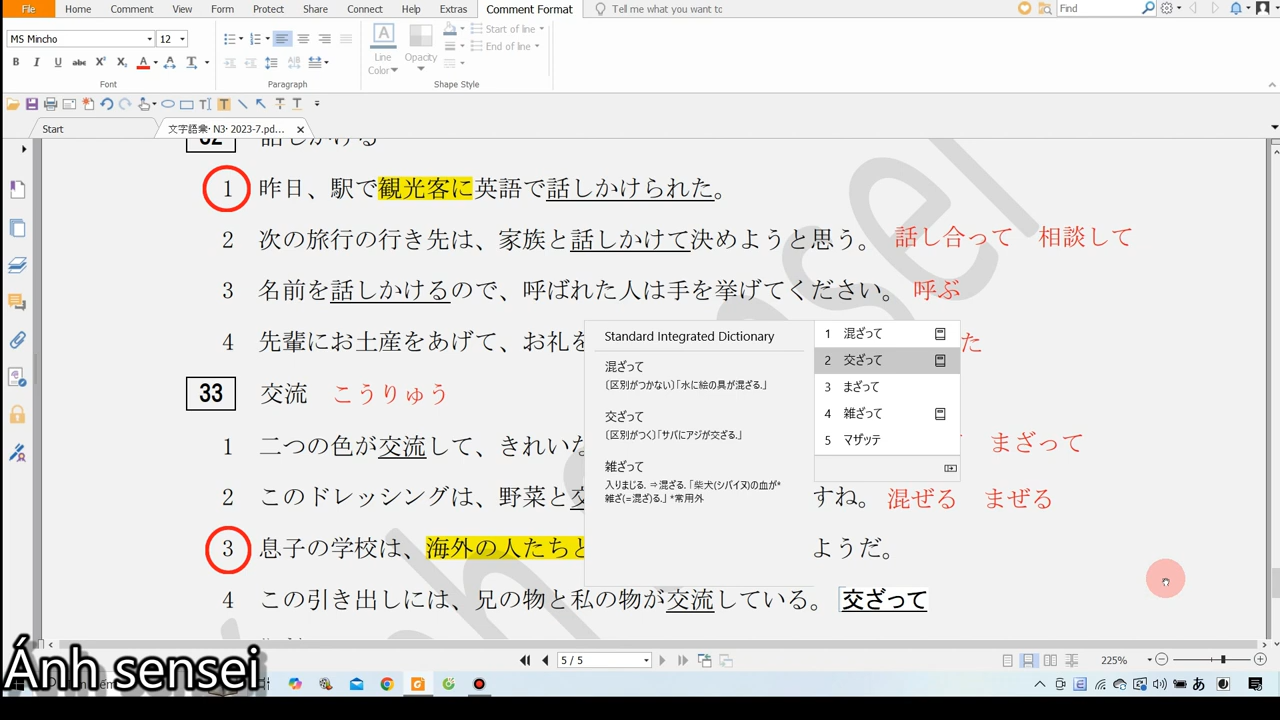 File Home Comment View Form Protect Share Connect Help Extras Comment Format Tell me what you want tc Find
MS Mincho 12 Line Color Opacity Start of line End of line
Font Paragraph Shape Style
Start 文字語彙· N3· 2023-7.pd...
話しかける
1 昨日、駅で観光客に英語で話しかけられた。
2 次の旅行の行き先は、家族と話しかけて決めようと思う。 話し合って 相談して
3 名前を話しかけるので、呼ばれた人は手を挙げてください。 呼ぶ
4 先輩にお土産をあげて、お礼を た
33 交流 こうりゅう
1 二つの色が交流して、きれいな まざって
2 このドレッシングは、野菜と交 すね。 混ぜる まぜる
3 息子の学校は、海外の人たちと ようだ。
4 この引き出しには、兄の物と私の物が交流している。 交ざって
Standard Integrated Dictionary
混ざって
〔区別がつかない〕「水に絵の具が混ざる.」
交ざって
〔区別がつく〕「サバにアジが交ざる.」
雑ざって
入りまじる. ⇒混ざる. 「柴犬(シバイヌ)の血が*
雑ざ(=混ざ)る.」 *常用外
1 混ざって
2 交ざって
3 まざって
4 雑ざって
5 マザッテ
5 / 5 225%
Ánh sensei